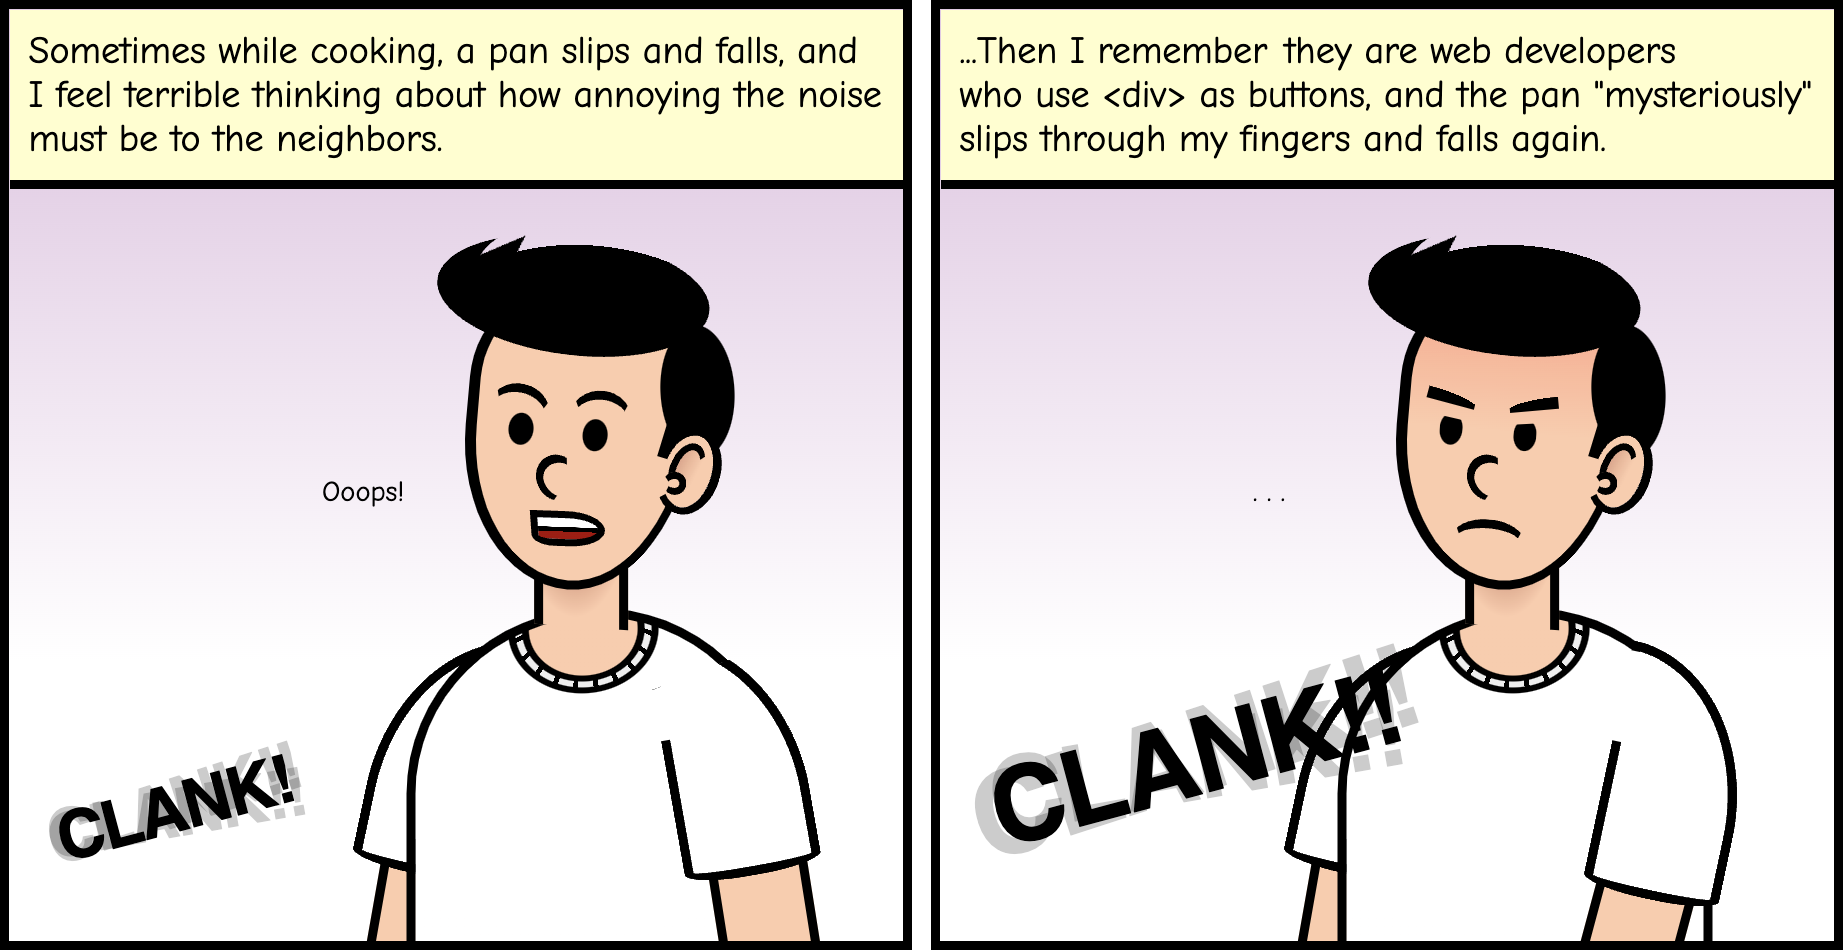 Sometimes while cooking, a pan slips and falls, and
I feel terrible thinking about how annoying the noise
must be to the neighbors.
Ooops!
CLANK!!
...Then I remember they are web developers
who use <div> as buttons, and the pan "mysteriously"
slips through my fingers and falls again.
. . .
CLANK!!